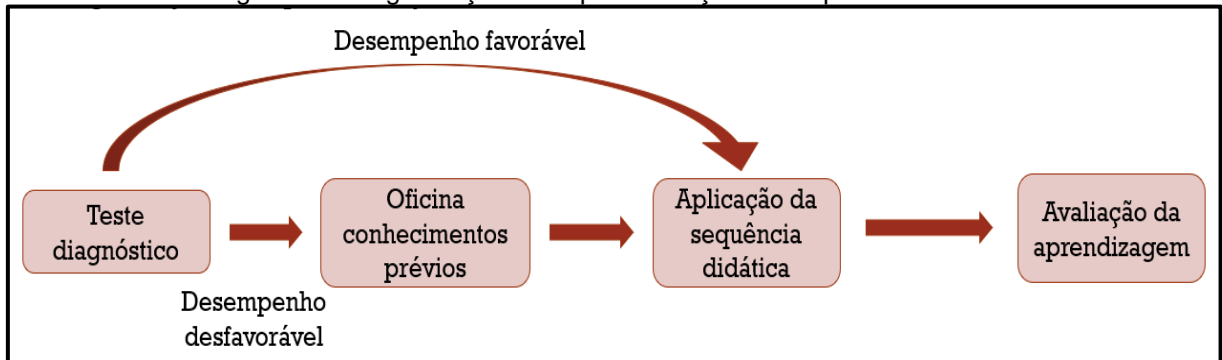 Desempenho favorável
Teste
diagnóstico
Oficina
conhecimentos
prévios
Aplicação da
sequência
didática
Avaliação da
aprendizagem
Desempenho
desfavorável